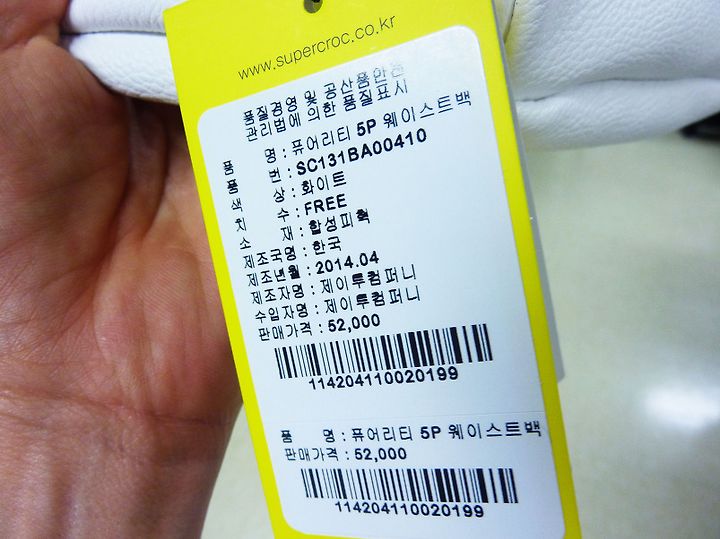 www.supercroc.co.kr
품질경영 및 공산품안전
관리법에 의한 품질표시
품 명 : 퓨어리티 5P 웨이스트백
품 번 : SC131BA00410
색 상 : 화이트
치 수 : FREE
소 재 : 합성피혁
제조국명 : 한국
제조년월 : 2014.04
제조자명 : 제이투컴퍼니
수입자명 : 제이투컴퍼니
판매가격 : 52,000
114204110020199
품 명 : 퓨어리티 5P 웨이스트백
판매가격 : 52,000
114204110020199